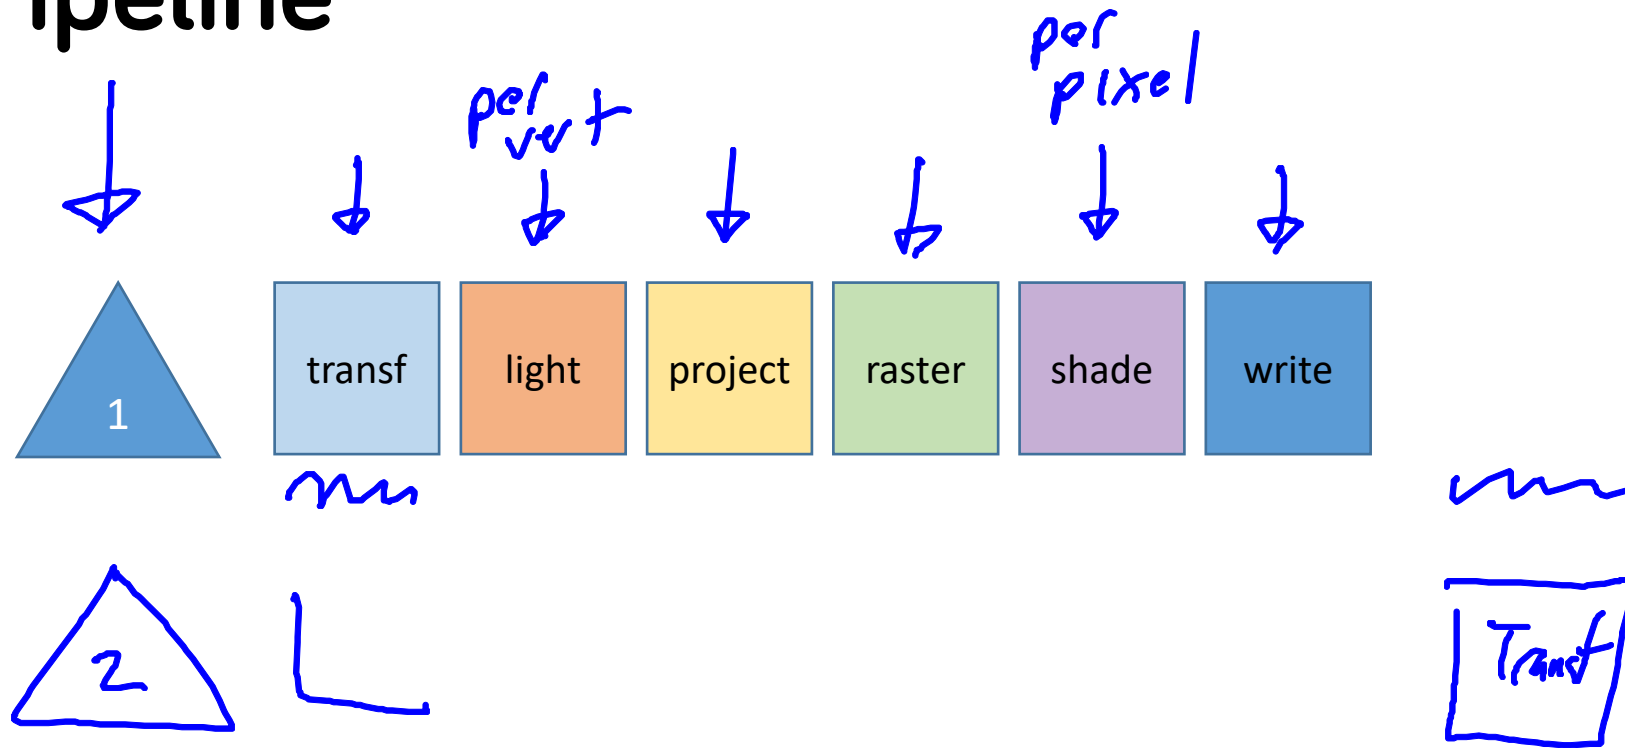 ipeline
per
vert
per
pixel
1
transf
light
project
raster
shade
write
2
Transf